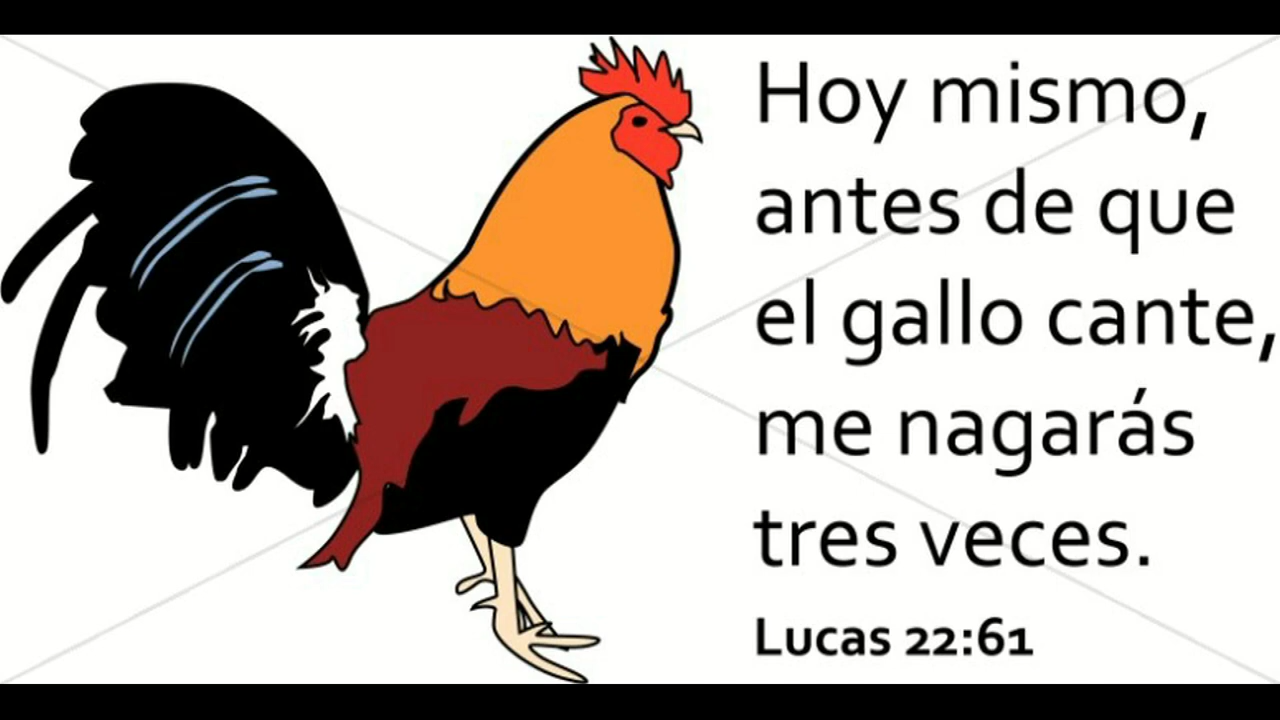 Hoy mismo,
antes de que
el gallo cante,
me nagarás
tres veces.
Lucas 22:61